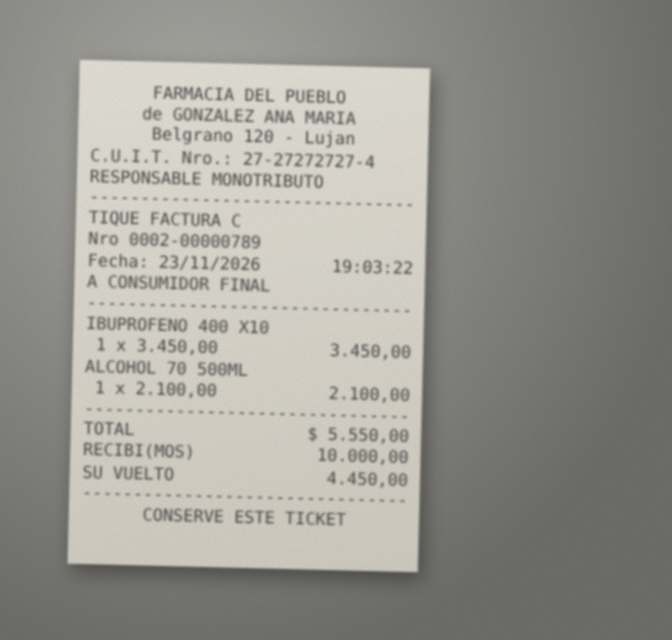 FARMACIA DEL PUEBLO
de GONZALEZ ANA MARIA
Belgrano 120 - Lujan
C.U.I.T. Nro.: 27-27272727-4
RESPONSABLE MONOTRIBUTO
--------------------------------
TIQUE FACTURA C
Nro 0002-00000789
Fecha: 23/11/2026 19:03:22
A CONSUMIDOR FINAL
--------------------------------
IBUPROFENO 400 X10
1 x 3.450,00 3.450,00
ALCOHOL 70 500ML
1 x 2.100,00 2.100,00
--------------------------------
TOTAL $ 5.550,00
RECIBI(MOS) 10.000,00
SU VUELTO 4.450,00
--------------------------------
CONSERVE ESTE TICKET